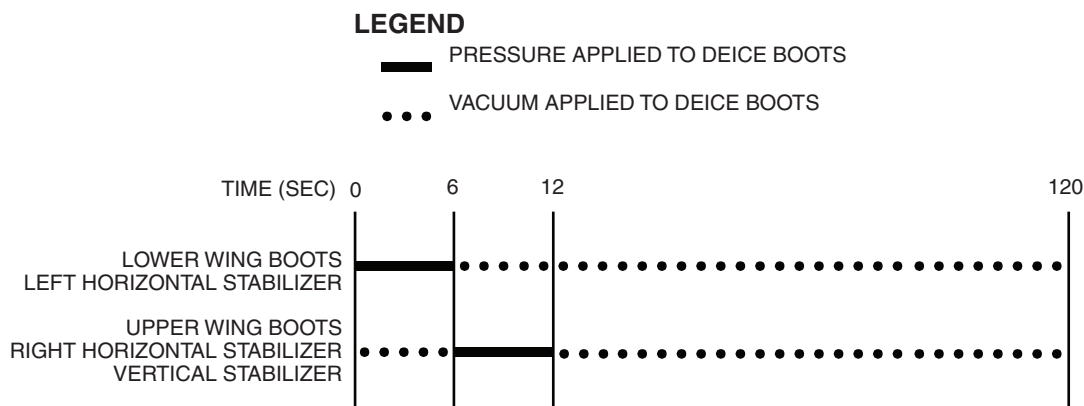 LEGEND
PRESSURE APPLIED TO DEICE BOOTS
VACUUM APPLIED TO DEICE BOOTS
TIME (SEC) 0 6 12 120
LOWER WING BOOTS
LEFT HORIZONTAL STABILIZER
UPPER WING BOOTS
RIGHT HORIZONTAL STABILIZER
VERTICAL STABILIZER